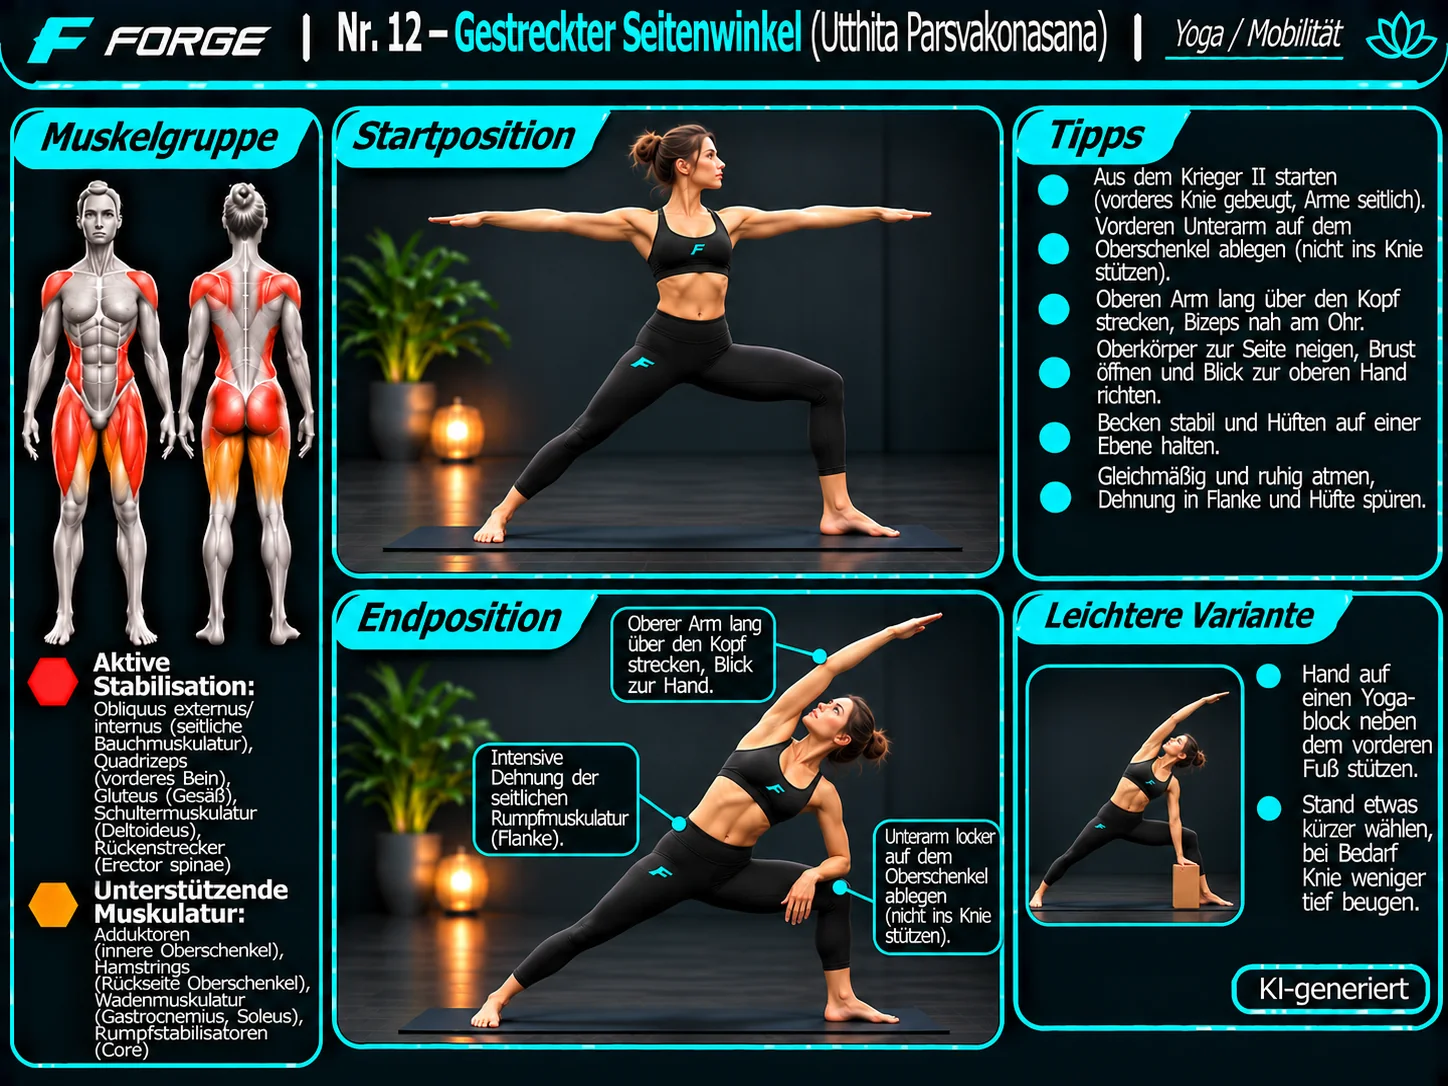 F FORGE | Nr. 12 – Gestreckter Seitenwinkel (Utthita Parsvakonasana) | Yoga / Mobilität
Muskelgruppe
Aktive
Stabilisation:
Obliquus externus/
internus (seitliche
Bauchmuskulatur),
Quadrizeps
(vorderes Bein),
Gluteus (Gesäß),
Schultermuskulatur
(Deltoideus),
Rückenstrecker
(Erector spinae)
Unterstützende
Muskulatur:
Adduktoren
(innere Oberschenkel),
Hamstrings
(Rückseite Oberschenkel),
Wadenmuskulatur
(Gastrocnemius, Soleus),
Rumpfstabilisatoren
(Core)
Startposition
F
F
Endposition
Oberer Arm lang
über den Kopf
strecken, Blick
zur Hand.
Intensive
Dehnung der
seitlichen
Rumpfmuskulatur
(Flanke).
Unterarm locker
auf dem
Oberschenkel
ablegen
(nicht ins Knie
stützen).
F
F
Tipps
Aus dem Krieger II starten
(vorderes Knie gebeugt, Arme seitlich).
Vorderen Unterarm auf dem
Oberschenkel ablegen (nicht ins Knie
stützen).
Oberen Arm lang über den Kopf
strecken, Bizeps nah am Ohr.
Oberkörper zur Seite neigen, Brust
öffnen und Blick zur oberen Hand
richten.
Becken stabil und Hüften auf einer
Ebene halten.
Gleichmäßig und ruhig atmen,
Dehnung in Flanke und Hüfte spüren.
Leichtere Variante
F
F
Hand auf
einen Yoga-
block neben
dem vorderen
Fuß stützen.
Stand etwas
kürzer wählen,
bei Bedarf
Knie weniger
tief beugen.
KI-generiert